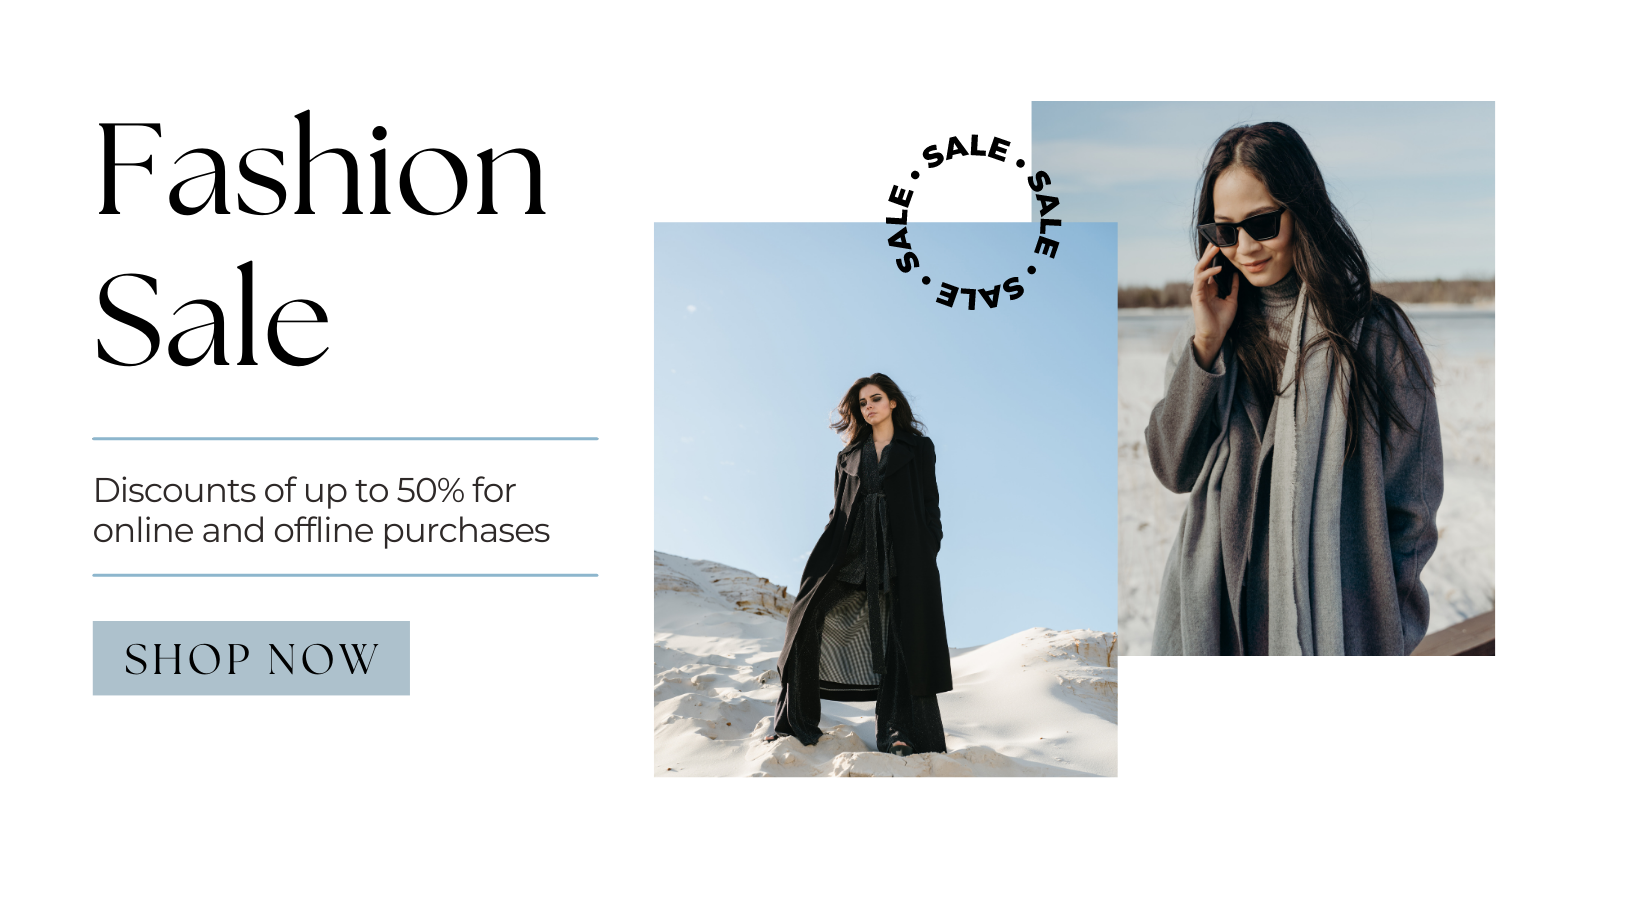 Fashion
Sale
Discounts of up to 50% for
online and offline purchases
SHOP NOW
SALE • SALE • SALE • SALE •